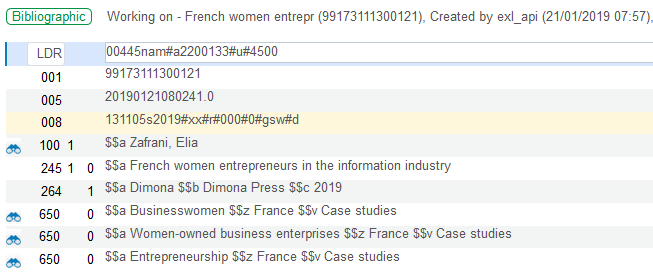 Bibliographic Working on - French women entrepr (99173111300121), Created by exl_api (21/01/2019 07:57),
LDR 00445nam#a2200133#u#4500
001 99173111300121
005 20190121080241.0
008 131105s2019#xx#r#000#0#gsw#d
100 1 $$a Zafrani, Elia
245 1 0 $$a French women entrepreneurs in the information industry
264 1 $$a Dimona $$b Dimona Press $$c 2019
650 0 $$a Businesswomen $$z France $$v Case studies
650 0 $$a Women-owned business enterprises $$z France $$v Case studies
650 0 $$a Entrepreneurship $$z France $$v Case studies